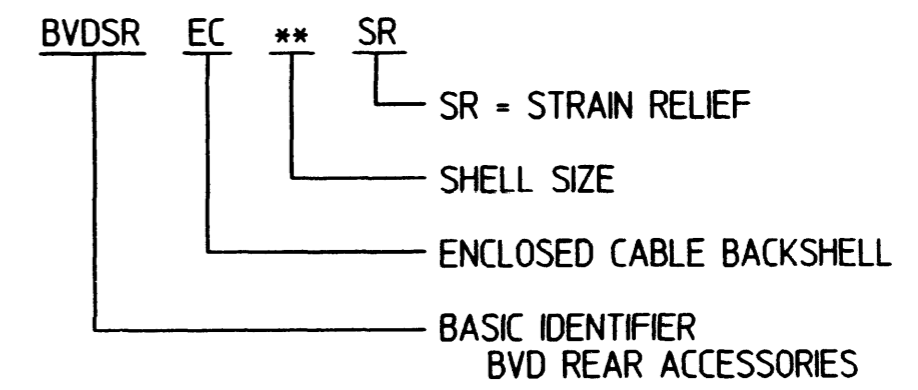 BVDSR EC ** SR
SR = STRAIN RELIEF
SHELL SIZE
ENCLOSED CABLE BACKSHELL
BASIC IDENTIFIER
BVD REAR ACCESSORIES